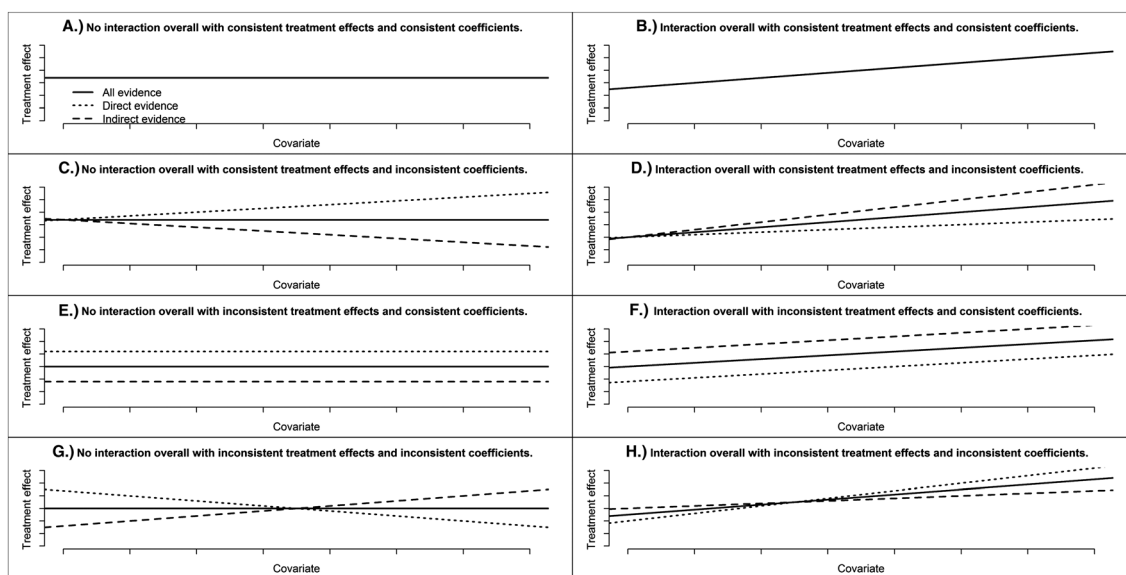 A.) No interaction overall with consistent treatment effects and consistent coefficients.
Treatment effect
All evidence
Direct evidence
Indirect evidence
Covariate
B.) Interaction overall with consistent treatment effects and consistent coefficients.
Treatment effect
Covariate
C.) No interaction overall with consistent treatment effects and inconsistent coefficients.
Treatment effect
Covariate
D.) Interaction overall with consistent treatment effects and inconsistent coefficients.
Treatment effect
Covariate
E.) No interaction overall with inconsistent treatment effects and consistent coefficients.
Treatment effect
Covariate
F.) Interaction overall with inconsistent treatment effects and consistent coefficients.
Treatment effect
Covariate
G.) No interaction overall with inconsistent treatment effects and inconsistent coefficients.
Treatment effect
Covariate
H.) Interaction overall with inconsistent treatment effects and inconsistent coefficients.
Treatment effect
Covariate